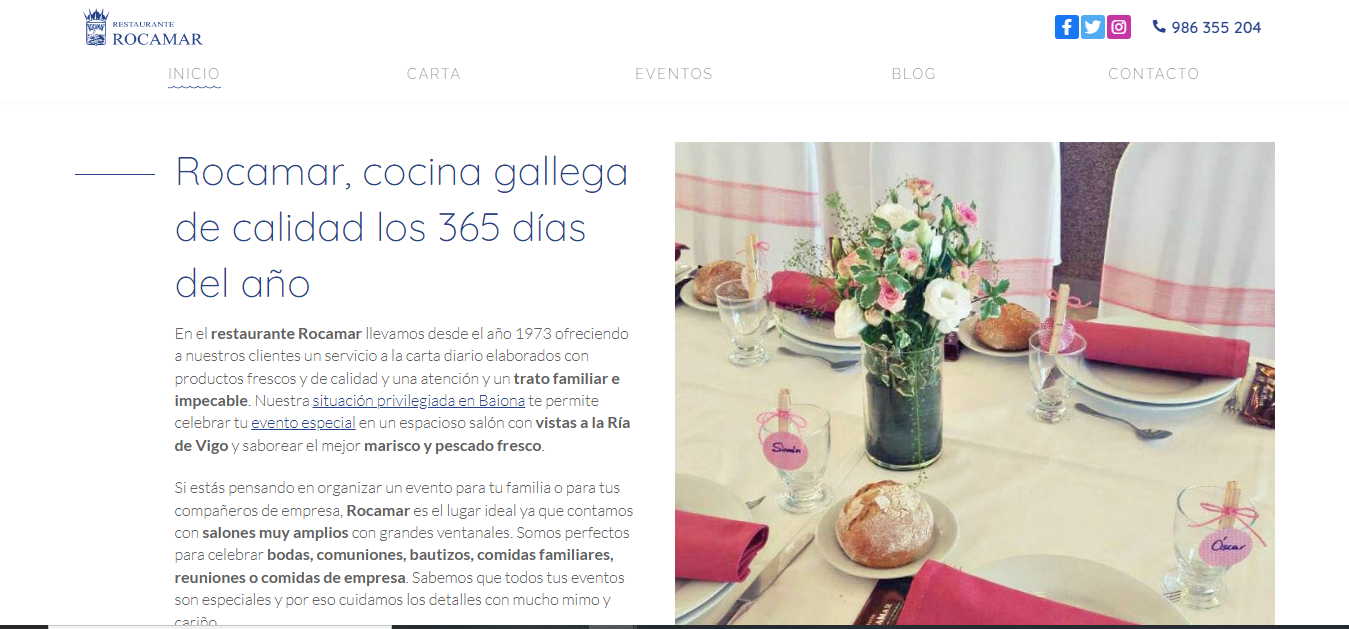 RESTAURANTE
ROCAMAR
986 355 204
INICIO
CARTA
EVENTOS
BLOG
CONTACTO
Rocamar, cocina gallega
de calidad los 365 días
del año
En el restaurante Rocamar llevamos desde el año 1973 ofreciendo
a nuestros clientes un servicio a la carta diario elaborados con
productos frescos y de calidad y una atención y un trato familiar e
impecable. Nuestra situación privilegiada en Baiona te permite
celebrar tu evento especial en un espacioso salón con vistas a la Ría
de Vigo y saborear el mejor marisco y pescado fresco.
Si estás pensando en organizar un evento para tu familia o para tus
compañeros de empresa, Rocamar es el lugar ideal ya que contamos
con salones muy amplios con grandes ventanales. Somos perfectos
para celebrar bodas, comuniones, bautizos, comidas familiares,
reuniones o comidas de empresa. Sabemos que todos tus eventos
son especiales y por eso cuidamos los detalles con mucho mimo y
cariño.
Simón
Óscar